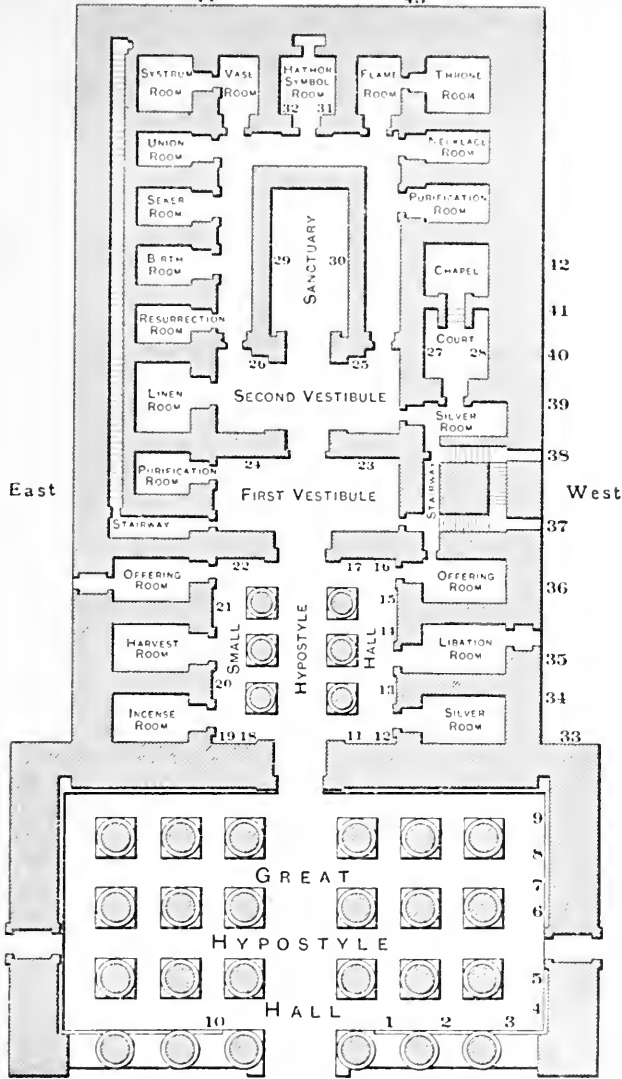 SYSTRUM ROOM
VASE ROOM
HATHOR SYMBOL ROOM
32 31
FLAME ROOM
THRONE ROOM
UNION ROOM
NECKLACE ROOM
SEKER ROOM
PURIFICATION ROOM
BIRTH ROOM
29
SANCTUARY
30
CHAPEL
12
RESURRECTION ROOM
41
27
COURT
28
26
25
40
LINEN ROOM
SECOND VESTIBULE
39
SILVER ROOM
24
23
38
PURIFICATION ROOM
East
FIRST VESTIBULE
STAIRWAY
West
STAIRWAY
37
22
17 16
OFFERING ROOM
OFFERING ROOM
36
21
15
SMALL
HYPOSTYLE
HALL
14
HARVEST ROOM
LIBATION ROOM
35
20
13
34
INCENSE ROOM
SILVER ROOM
19 18
11 12
33
9
8
GREAT
7
6
HYPOSTYLE
5
4
HALL
10
1 2 3